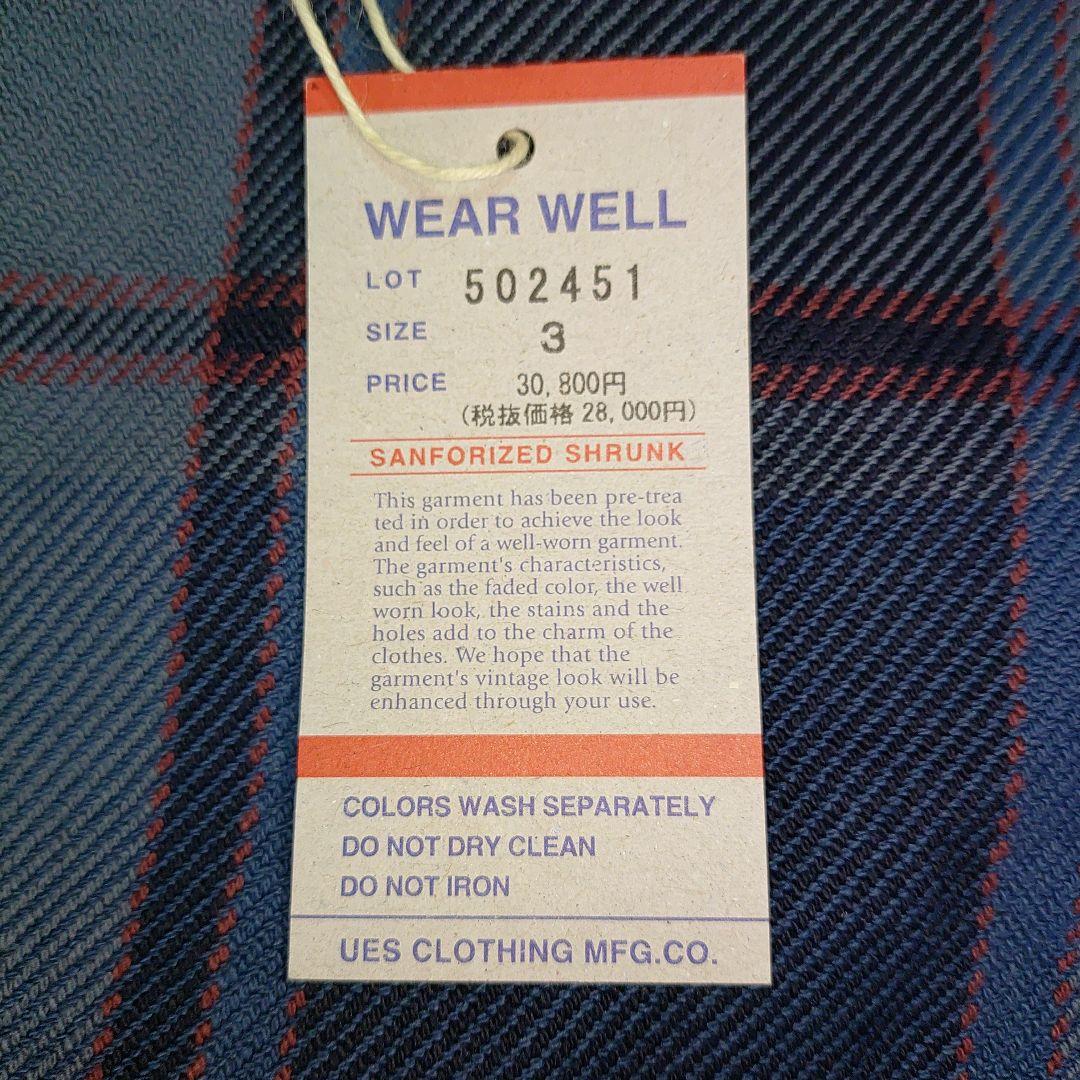 WEAR WELL
LOT 502451
SIZE 3
PRICE 30,800円
(税抜価格 28,000円)
SANFORIZED SHRUNK
This garment has been pre-trea
ted in order to achieve the look
and feel of a well-worn garment.
The garment's characteristics,
such as the faded color, the well
worn look, the stains and the
holes add to the charm of the
clothes. We hope that the
garment's vintage look will be
enhanced through your use.
COLORS WASH SEPARATELY
DO NOT DRY CLEAN
DO NOT IRON
UES CLOTHING MFG.CO.